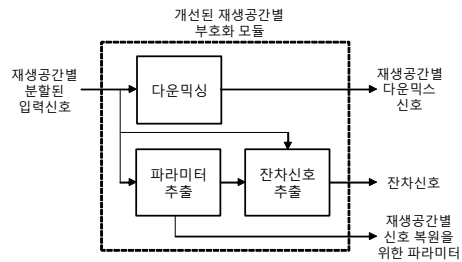 개선된 재생공간별
부호화 모듈
재생공간별
분할된
입력신호
다운믹싱
재생공간별
다운믹스
신호
파라미터
추출
잔차신호
추출
잔차신호
재생공간별
신호 복원을
위한 파라미터